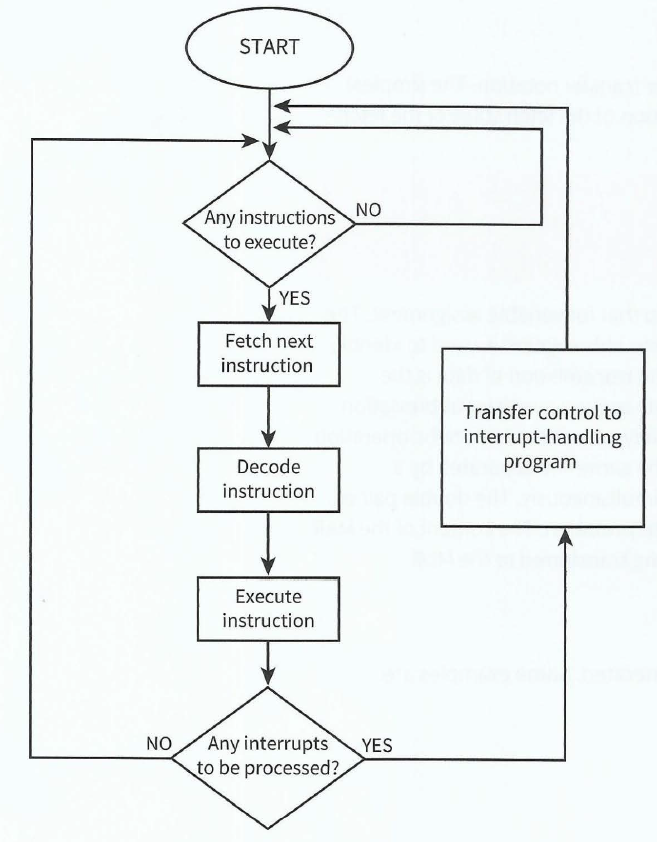 START
Any instructions
to execute?
NO
YES
Fetch next
instruction
Transfer control to
interrupt-handling
program
Decode
instruction
Execute
instruction
NO
Any interrupts
to be processed?
YES